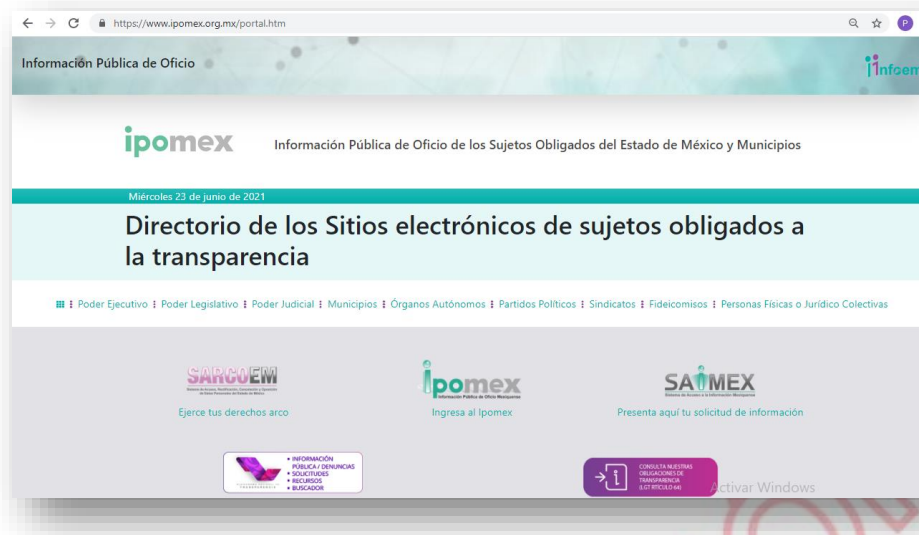 https://www.ipomex.org.mx/portal.htm
P
Información Pública de Oficio
infoem
ipomex
Información Pública de Oficio de los Sujetos Obligados del Estado de México y Municipios
Miércoles 23 de junio de 2021
Directorio de los Sitios electrónicos de sujetos obligados a
la transparencia
Poder Ejecutivo Poder Legislativo Poder Judicial Municipios Órganos Autónomos Partidos Políticos Sindicatos Fideicomisos Personas Físicas o Jurídico Colectivas
SARCOEM
ipomex
Información Pública de Oficio Mexiquense
SAIMEX
Sistema de Acceso a la Información Mexiquense
Ejerce tus derechos arco
Ingresa al Ipomex
Presenta aquí tu solicitud de información
• INFORMACIÓN
PÚBLICA / DENUNCIAS
• SOLICITUDES
• RECURSOS
• BUSCADOR
CONSULTA NUESTRAS
OBLIGACIONES DE
TRANSPARENCIA
Activar Windows